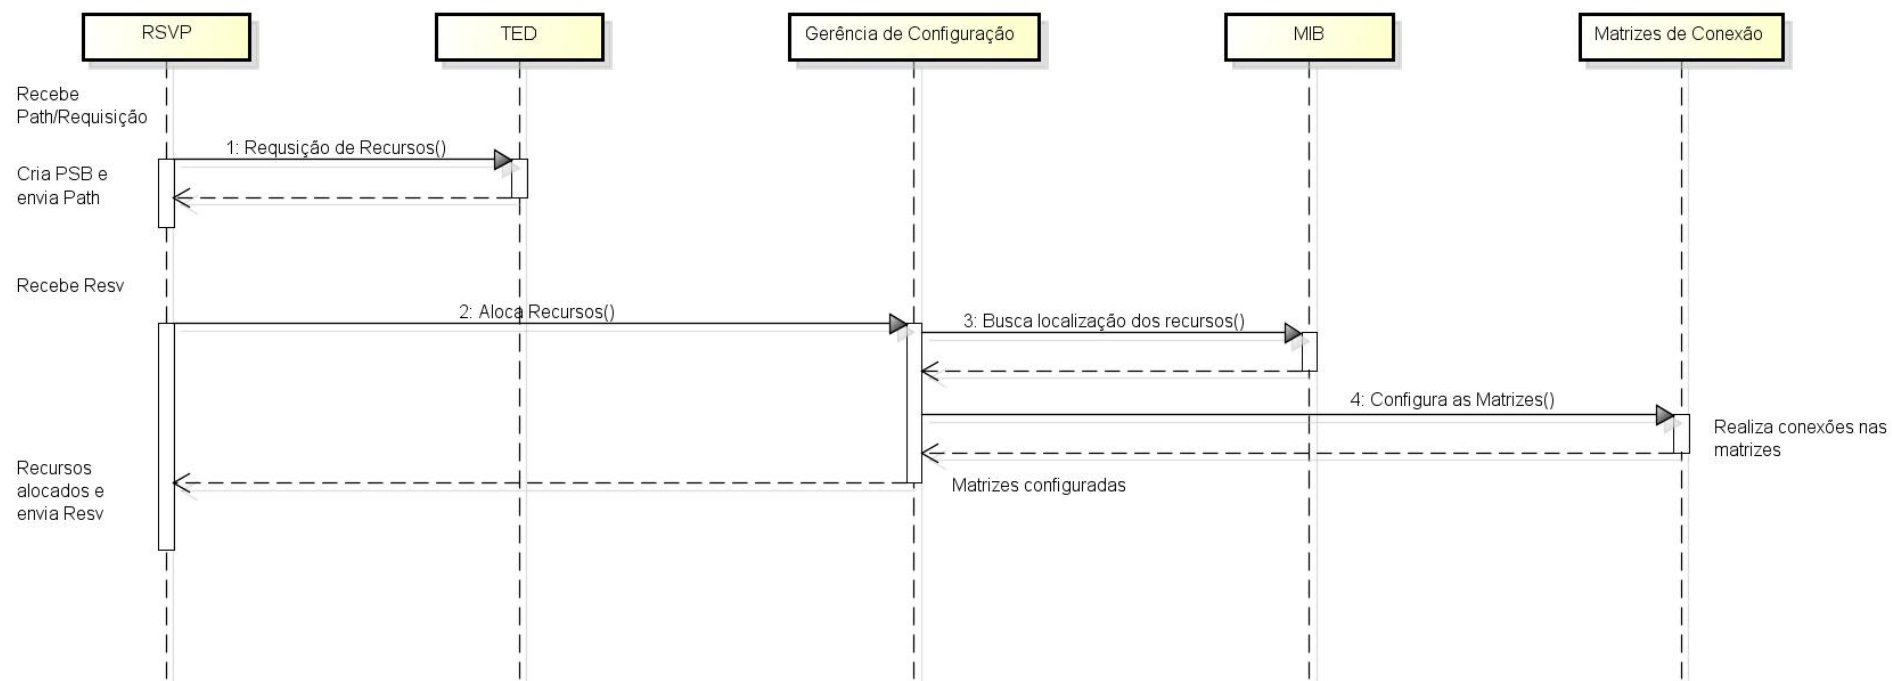 RSVP
TED
Gerência de Configuração
MIB
Matrizes de Conexão
Recebe
Path/Requisição
1: Requsição de Recursos()
Cria PSB e
envia Path
Recebe Resv
2: Aloca Recursos()
3: Busca localização dos recursos()
4: Configura as Matrizes()
Realiza conexões nas
matrizes
Recursos
alocados e
envia Resv
Matrizes configuradas